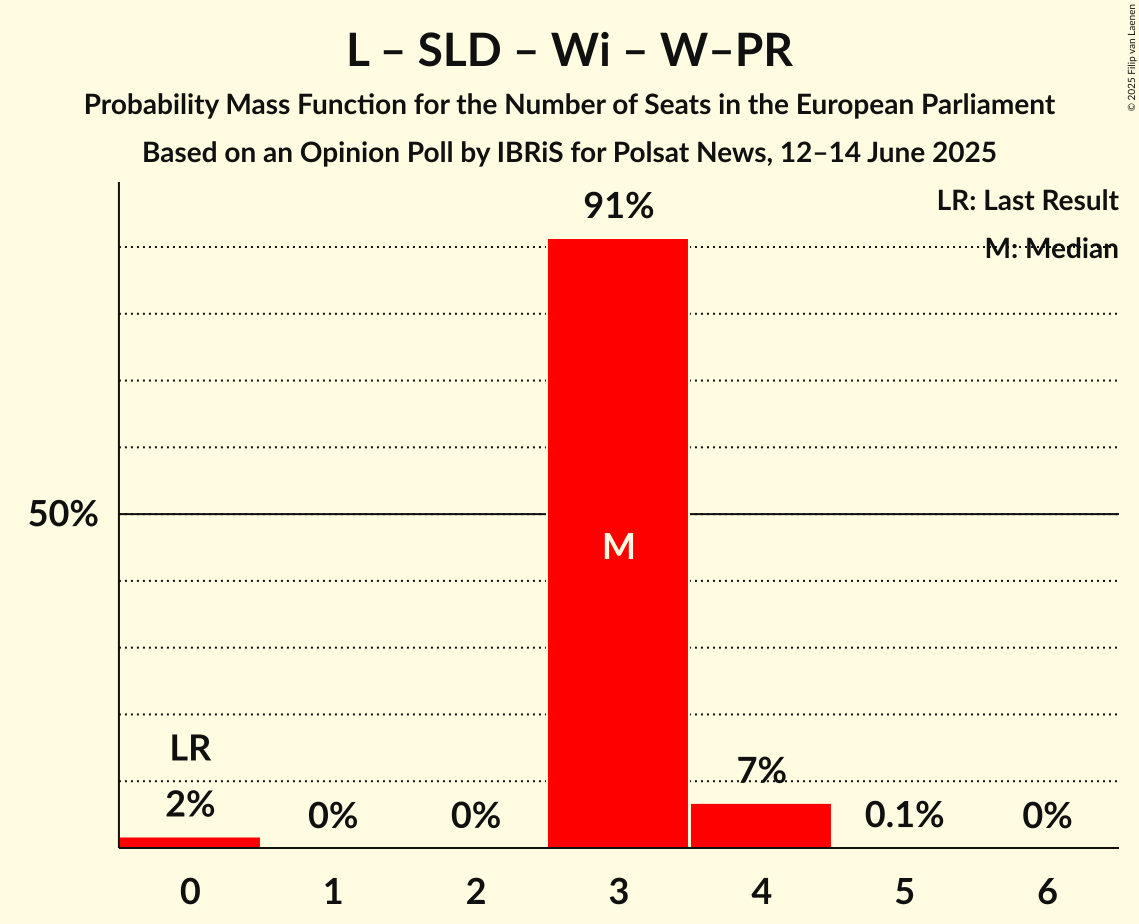 L – SLD – Wi – W–PR
Probability Mass Function for the Number of Seats in the European Parliament
Based on an Opinion Poll by IBRiS for Polsat News, 12–14 June 2025
© 2025 Filip van Laenen
LR: Last Result
M: Median
91%
50%
M
LR
2%
0%
0%
7%
0.1%
0%
0
1
2
3
4
5
6